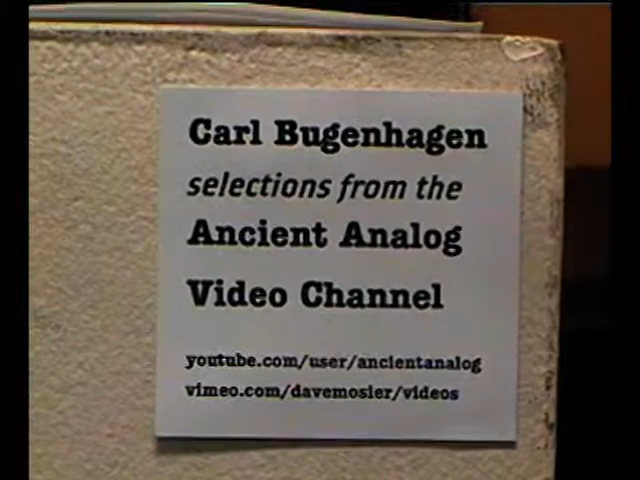 Carl Bugenhagen
selections from the
Ancient Analog
Video Channel
youtube.com/user/ancientanalog
vimeo.com/davemosier/videos